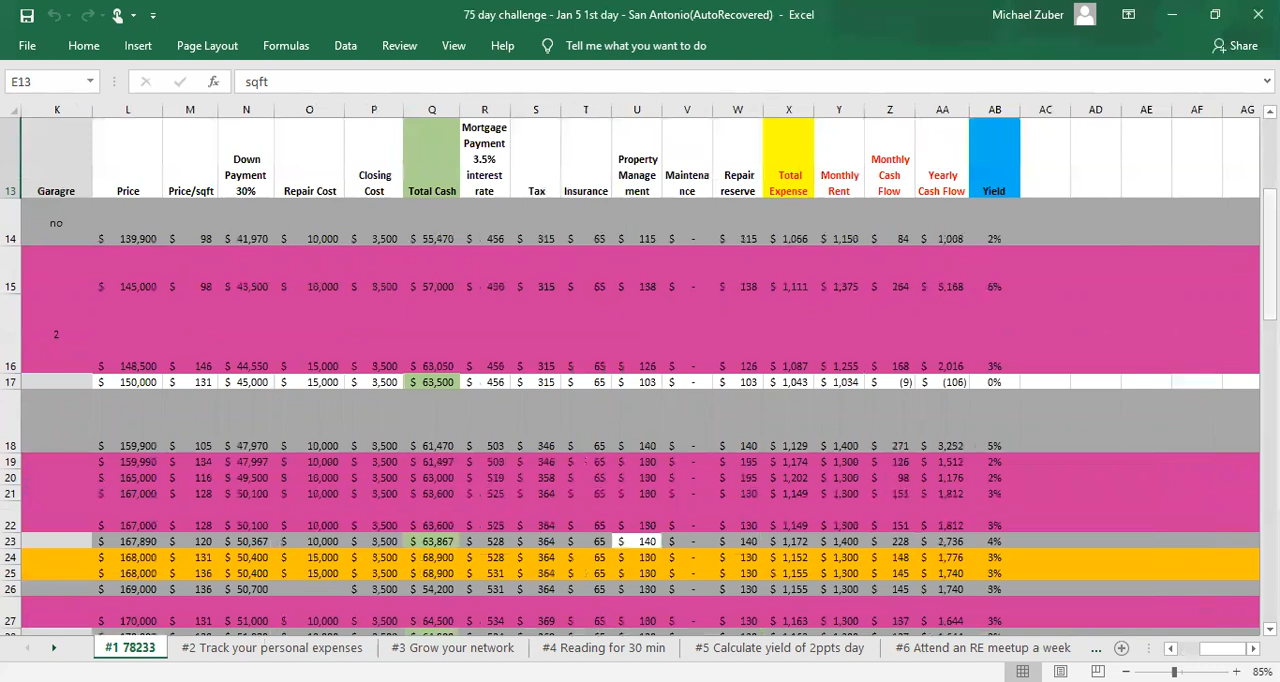 75 day challenge - Jan 5 1st day - San Antonio(AutoRecovered) - Excel
Michael Zuber
File Home Insert Page Layout Formulas Data Review View Help Tell me what you want to do Share
E13 fx sqft
K L M N O P Q R S T U V W X Y Z AA AB AC AD AE AF AG
13 Garagre Price Price/sqft Down Payment 30% Repair Cost Closing Cost Total Cash Mortgage Payment 3.5% interest rate Tax Insurance Property Manage ment Maintena nce Repair reserve Total Expense Monthly Rent Monthly Cash Flow Yearly Cash Flow Yield
14 no $ 139,900 $ 98 $ 41,970 $ 10,000 $ 3,500 $ 55,470 $ 456 $ 315 $ 65 $ 115 $ - $ 115 $ 1,066 $ 1,150 $ 84 $ 1,008 2%
15 $ 145,000 $ 98 $ 43,500 $ 10,000 $ 3,500 $ 57,000 $ 456 $ 315 $ 65 $ 138 $ - $ 138 $ 1,111 $ 1,375 $ 264 $ 3,168 6%
16 2 $ 148,500 $ 146 $ 44,550 $ 15,000 $ 3,500 $ 63,050 $ 456 $ 315 $ 65 $ 126 $ - $ 126 $ 1,087 $ 1,255 $ 168 $ 2,016 3%
17 $ 150,000 $ 131 $ 45,000 $ 15,000 $ 3,500 $ 63,500 $ 456 $ 315 $ 65 $ 103 $ - $ 103 $ 1,043 $ 1,034 $ (9) $ (106) 0%
18 $ 159,900 $ 105 $ 47,970 $ 10,000 $ 3,500 $ 61,470 $ 503 $ 346 $ 65 $ 140 $ - $ 140 $ 1,129 $ 1,400 $ 271 $ 3,252 5%
19 $ 159,990 $ 134 $ 47,997 $ 10,000 $ 3,500 $ 61,497 $ 503 $ 346 $ 65 $ 130 $ - $ 195 $ 1,174 $ 1,300 $ 126 $ 1,512 2%
20 $ 165,000 $ 116 $ 49,500 $ 10,000 $ 3,500 $ 63,000 $ 519 $ 358 $ 65 $ 130 $ - $ 195 $ 1,202 $ 1,300 $ 98 $ 1,176 2%
21 $ 167,000 $ 128 $ 50,100 $ 10,000 $ 3,500 $ 63,600 $ 525 $ 364 $ 65 $ 130 $ - $ 130 $ 1,149 $ 1,300 $ 151 $ 1,812 3%
22 $ 167,000 $ 128 $ 50,100 $ 10,000 $ 3,500 $ 63,600 $ 525 $ 364 $ 65 $ 130 $ - $ 130 $ 1,149 $ 1,300 $ 151 $ 1,812 3%
23 $ 167,890 $ 120 $ 50,367 $ 10,000 $ 3,500 $ 63,867 $ 528 $ 364 $ 65 $ 140 $ - $ 140 $ 1,172 $ 1,400 $ 228 $ 2,736 4%
24 $ 168,000 $ 131 $ 50,400 $ 15,000 $ 3,500 $ 68,900 $ 528 $ 364 $ 65 $ 130 $ - $ 130 $ 1,152 $ 1,300 $ 148 $ 1,776 3%
25 $ 168,000 $ 136 $ 50,400 $ 15,000 $ 3,500 $ 68,900 $ 531 $ 364 $ 65 $ 130 $ - $ 130 $ 1,155 $ 1,300 $ 145 $ 1,740 3%
26 $ 169,000 $ 136 $ 50,700 $ 3,500 $ 54,200 $ 531 $ 364 $ 65 $ 130 $ - $ 130 $ 1,155 $ 1,300 $ 145 $ 1,740 3%
27 $ 170,000 $ 131 $ 51,000 $ 10,000 $ 3,500 $ 64,500 $ 534 $ 369 $ 65 $ 130 $ - $ 130 $ 1,163 $ 1,300 $ 137 $ 1,644 3%
#1 78233 #2 Track your personal expenses #3 Grow your network #4 Reading for 30 min #5 Calculate yield of 2ppts day #6 Attend an RE meetup a week ...
85%